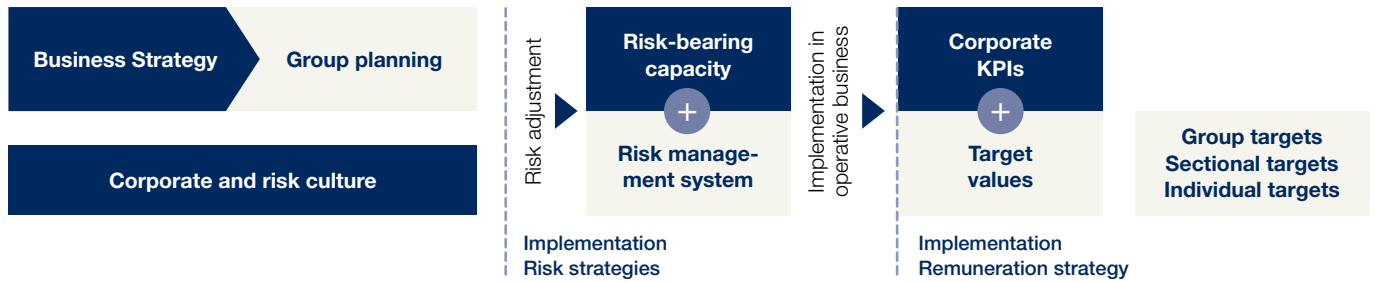 Business Strategy
Group planning
Corporate and risk culture
Risk adjustment
Risk-bearing
capacity
+
Risk manage-
ment system
Implementation
Risk strategies
Implementation in
operative business
Corporate
KPIs
+
Target
values
Implementation
Remuneration strategy
Group targets
Sectional targets
Individual targets